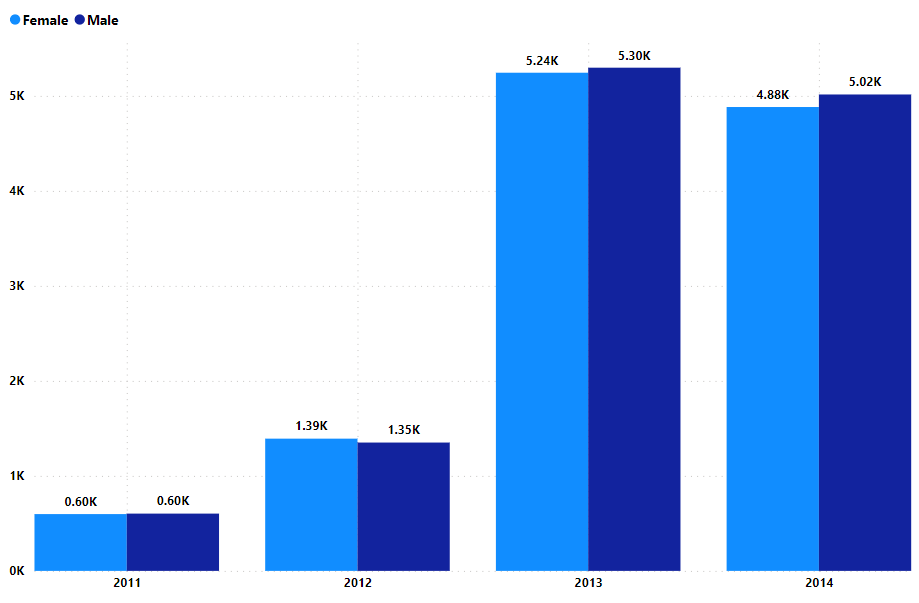 Female Male
5.30K
5.24K
5.02K
5K
4.88K
4K
3K
2K
1.39K
1.35K
1K
0.60K 0.60K
0K
2011 2012 2013 2014